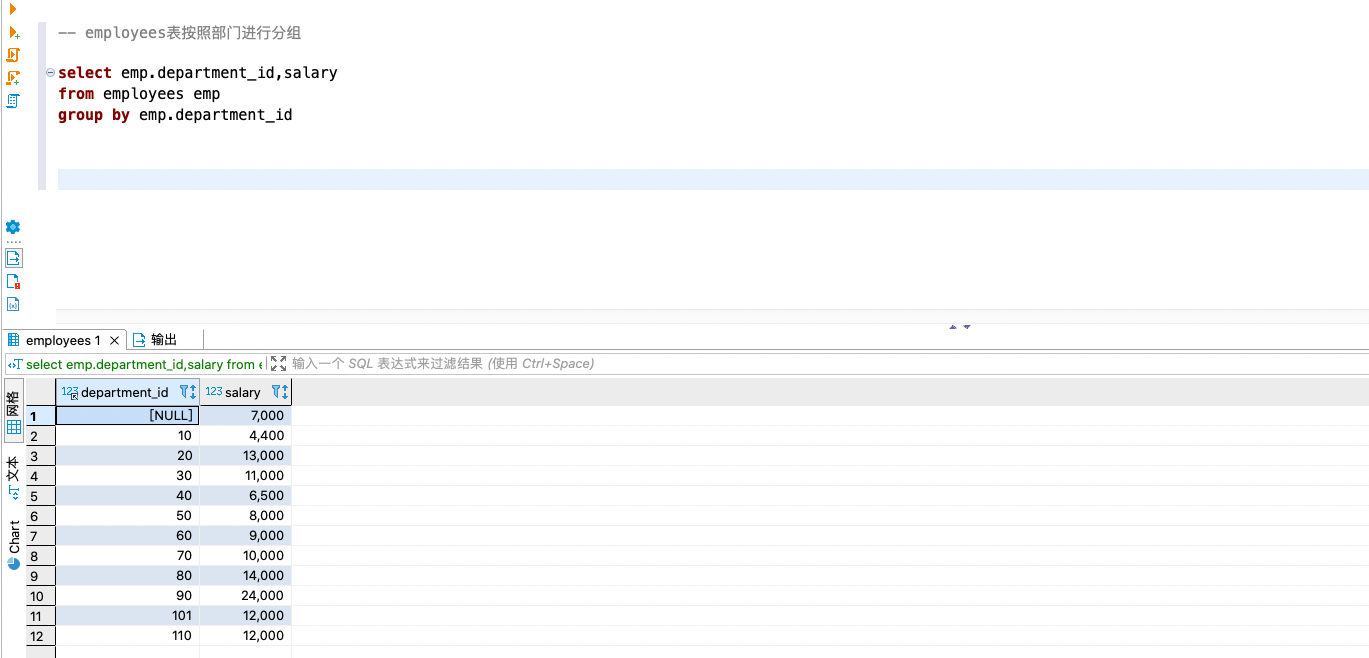 -- employees表按照部门进行分组
select emp.department_id,salary
from employees emp
group by emp.department_id
employees 1
输出
select emp.department_id,salary from e
输入一个 SQL 表达式来过滤结果 (使用 Ctrl+Space)
网格
文本
Chart
123 department_id 123 salary
1 [NULL] 7,000
2 10 4,400
3 20 13,000
4 30 11,000
5 40 6,500
6 50 8,000
7 60 9,000
8 70 10,000
9 80 14,000
10 90 24,000
11 101 12,000
12 110 12,000